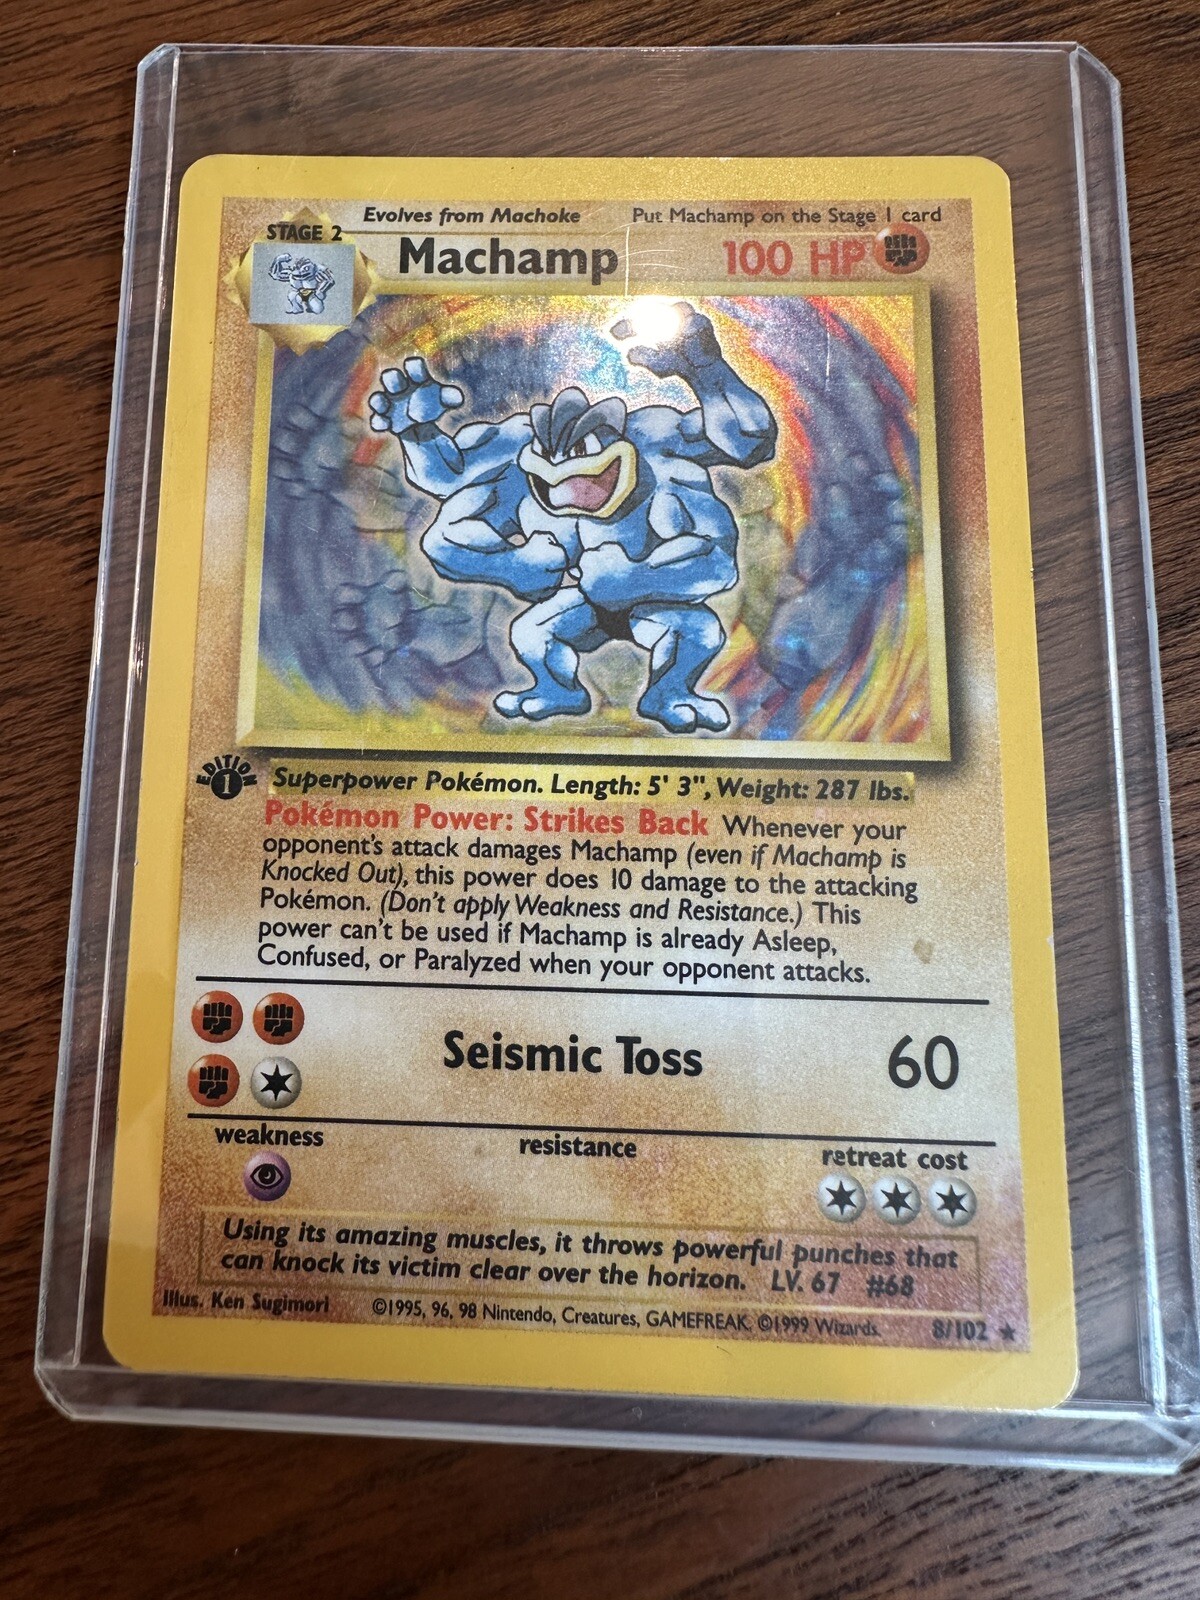 Evolves from Machoke Put Machamp on the Stage 1 card
STAGE 2
Machamp 100 HP
EDITION 1
Superpower Pokémon. Length: 5' 3", Weight: 287 lbs.
Pokémon Power: Strikes Back Whenever your
opponent's attack damages Machamp (even if Machamp is
Knocked Out), this power does 10 damage to the attacking
Pokémon. (Don't apply Weakness and Resistance.) This
power can't be used if Machamp is already Asleep,
Confused, or Paralyzed when your opponent attacks.
Seismic Toss 60
weakness resistance retreat cost
Using its amazing muscles, it throws powerful punches that
can knock its victim clear over the horizon. LV. 67 #68
Illus. Ken Sugimori ©1995, 96, 98 Nintendo, Creatures, GAMEFREAK. ©1999 Wizards. 8/102 ★